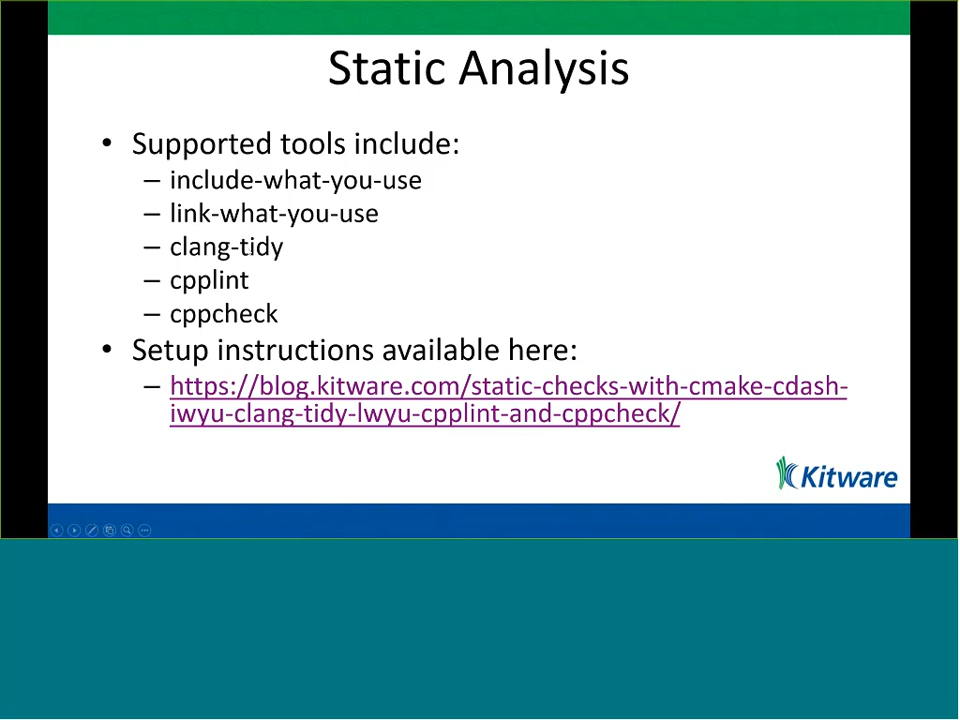 Static Analysis
• Supported tools include:
– include-what-you-use
– link-what-you-use
– clang-tidy
– cpplint
– cppcheck
• Setup instructions available here:
– https://blog.kitware.com/static-checks-with-cmake-cdash-
iwyu-clang-tidy-lwyu-cpplint-and-cppcheck/
Kitware